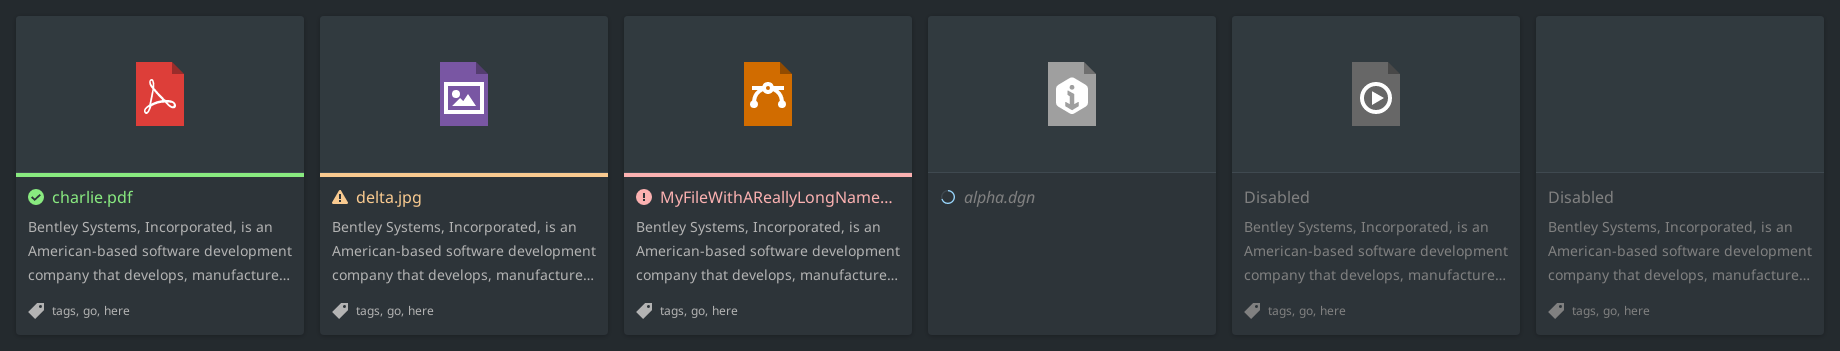 charlie.pdf
Bentley Systems, Incorporated, is an
American-based software development
company that develops, manufacture...
tags, go, here
delta.jpg
Bentley Systems, Incorporated, is an
American-based software development
company that develops, manufacture...
tags, go, here
MyFileWithAReallyLongName...
Bentley Systems, Incorporated, is an
American-based software development
company that develops, manufacture...
tags, go, here
alpha.dgn
Disabled
Bentley Systems, Incorporated, is an
American-based software development
company that develops, manufacture...
tags, go, here
Disabled
Bentley Systems, Incorporated, is an
American-based software development
company that develops, manufacture...
tags, go, here